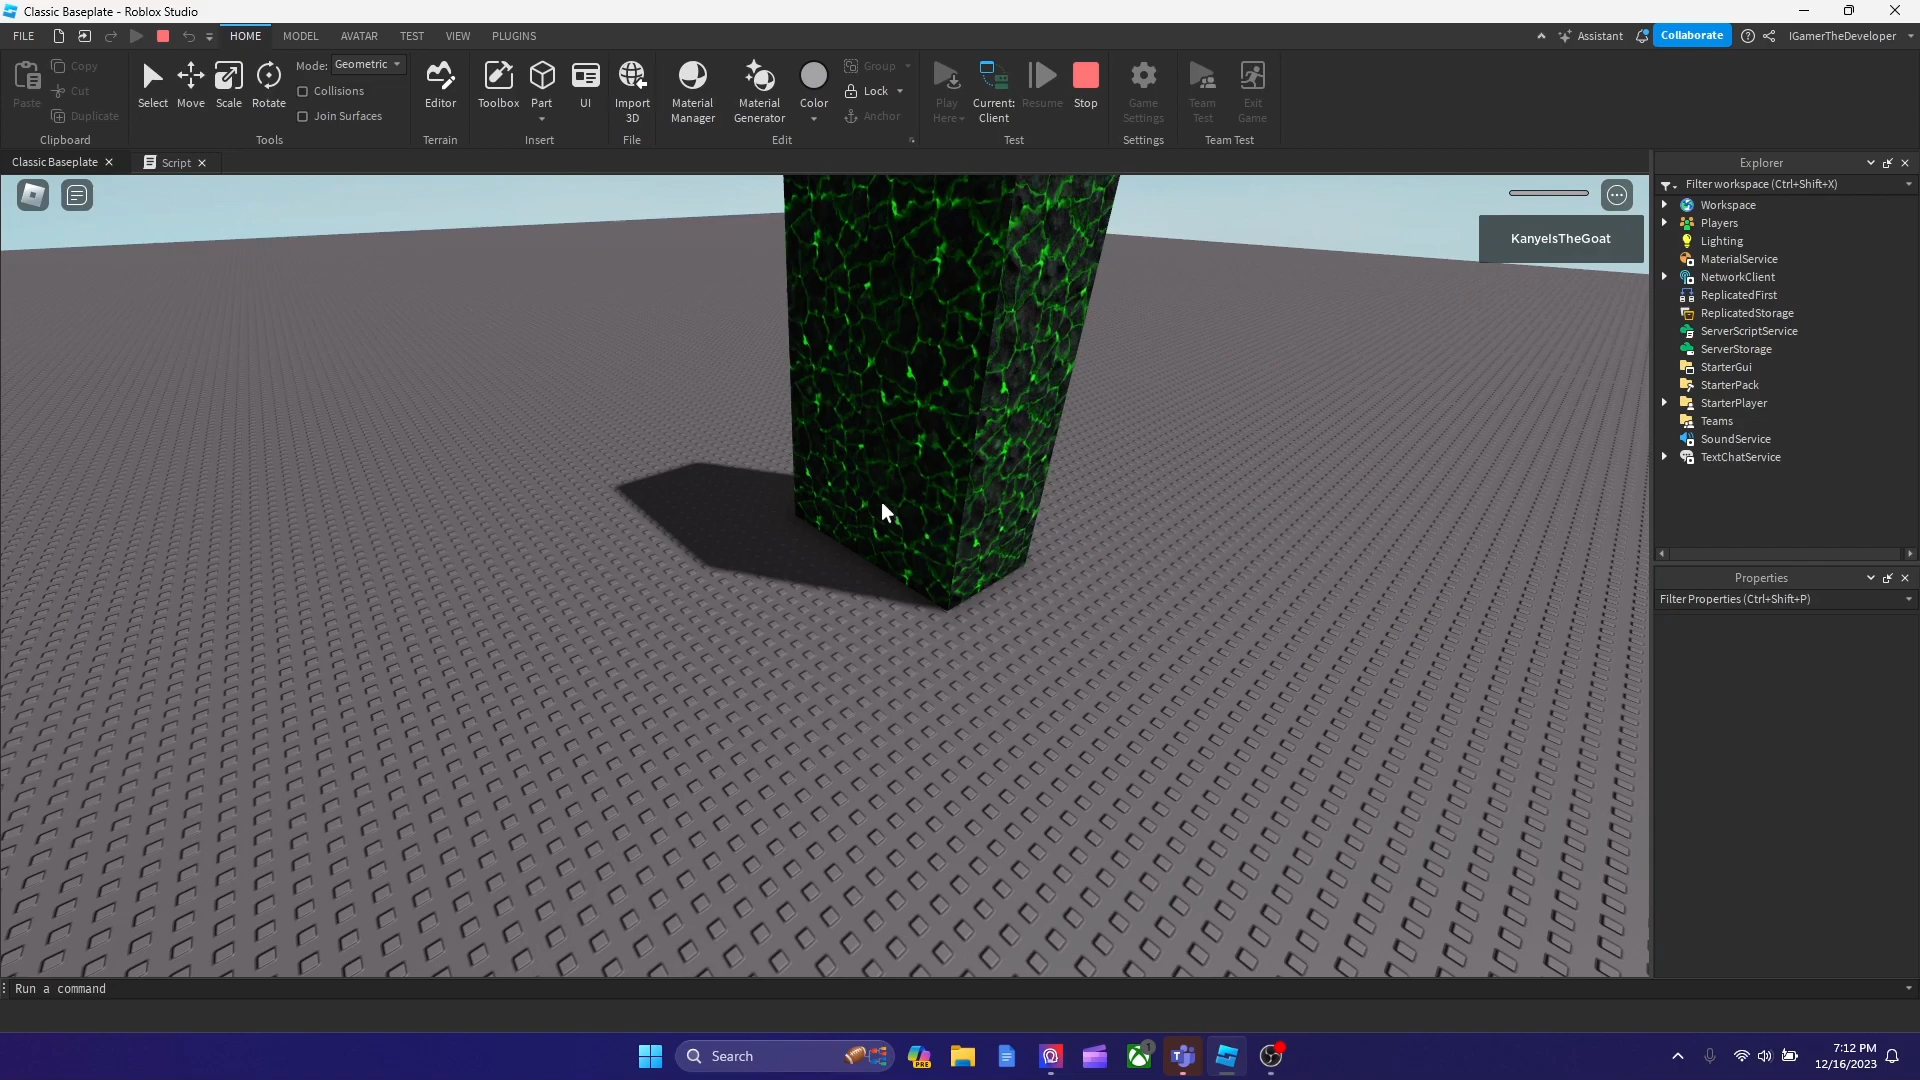 Classic Baseplate - Roblox Studio
FILE HOME MODEL AVATAR TEST VIEW PLUGINS Assistant Collaborate IGamerTheDeveloper
Paste
Copy
Cut
Duplicate
Clipboard
Select Move Scale Rotate
Mode: Geometric
Collisions
Join Surfaces
Tools
Editor
Terrain
Toolbox Part UI
Insert
Import
3D
File
Material
Manager
Material
Generator
Color
Group
Lock
Anchor
Edit
Play
Here
Current:
Client
Resume
Stop
Test
Game
Settings
Settings
Team
Test
Exit
Game
Team Test
Classic Baseplate
Script
KanyeIsTheGoat
Explorer
Filter workspace (Ctrl+Shift+X)
Workspace
Players
Lighting
MaterialService
NetworkClient
ReplicatedFirst
ReplicatedStorage
ServerScriptService
ServerStorage
StarterGui
StarterPack
StarterPlayer
Teams
SoundService
TextChatService
Properties
Filter Properties (Ctrl+Shift+P)
Run a command
Search
PRE
1
7:12 PM
12/16/2023